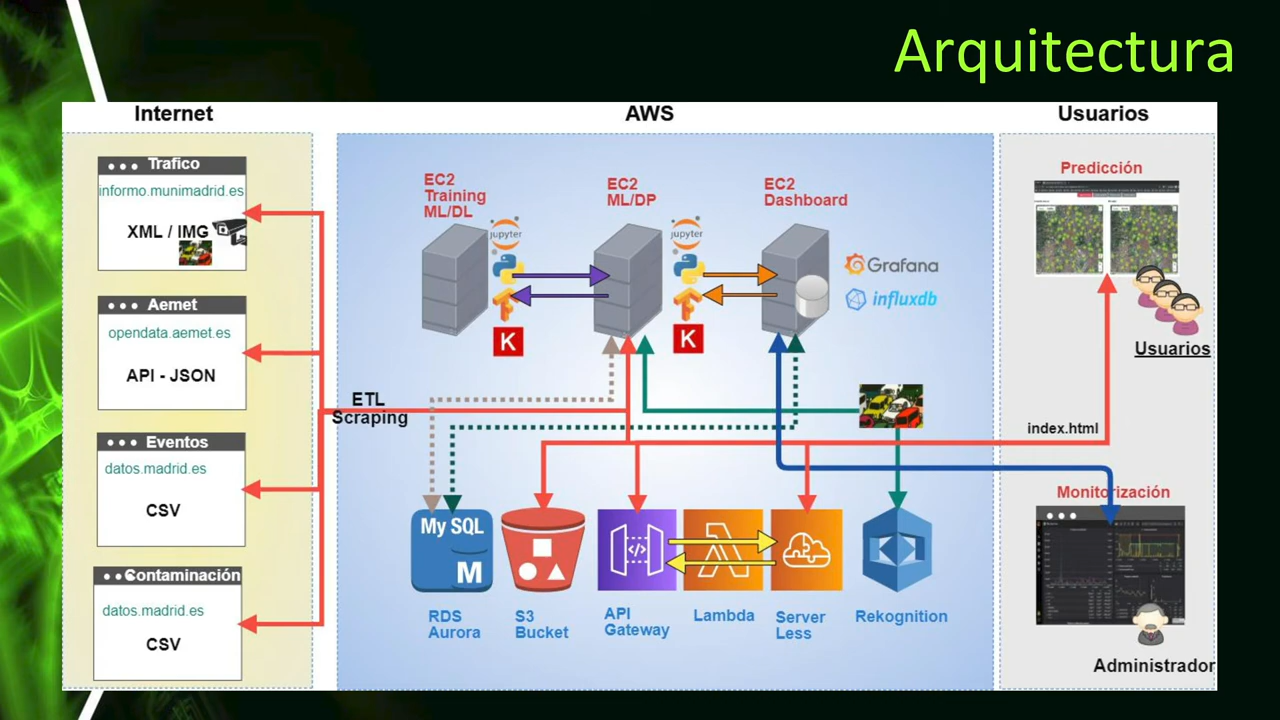 Arquitectura
Internet
AWS
Usuarios
Trafico
informo.munimadrid.es
XML / IMG
Aemet
opendata.aemet.es
API - JSON
Eventos
datos.madrid.es
CSV
Contaminación
datos.madrid.es
CSV
ETL
Scraping
EC2
Training
ML/DL
jupyter
K
EC2
ML/DP
jupyter
K
EC2
Dashboard
Grafana
influxdb
My SQL
M
RDS
Aurora
S3
Bucket
API
Gateway
Lambda
Server
Less
Rekognition
Predicción
Usuarios
index.html
Monitorización
Administrador